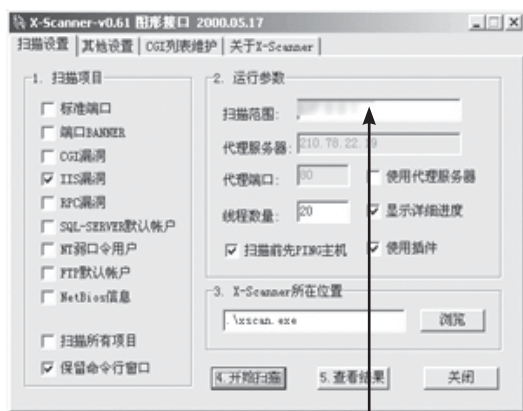 X-Scanner-v0.61 图形接口 2000.05.17
扫描设置 其他设置 CGI列表维护 关于X-Scanner
1. 扫描项目
标准端口
端口BANNER
CGI漏洞
IIS漏洞
RPC漏洞
SQL-SERVER默认帐户
NT弱口令用户
FTP默认帐户
NetBios信息
扫描所有项目
保留命令行窗口
2. 运行参数
扫描范围:
代理服务器: 210.78.22.
代理端口: 80 使用代理服务器
线程数量: 20 显示详细进度
扫描前先PING主机 使用插件
3. X-Scanner所在位置
.\xscan.exe 浏览
4.开始扫描 5.查看结果 关闭